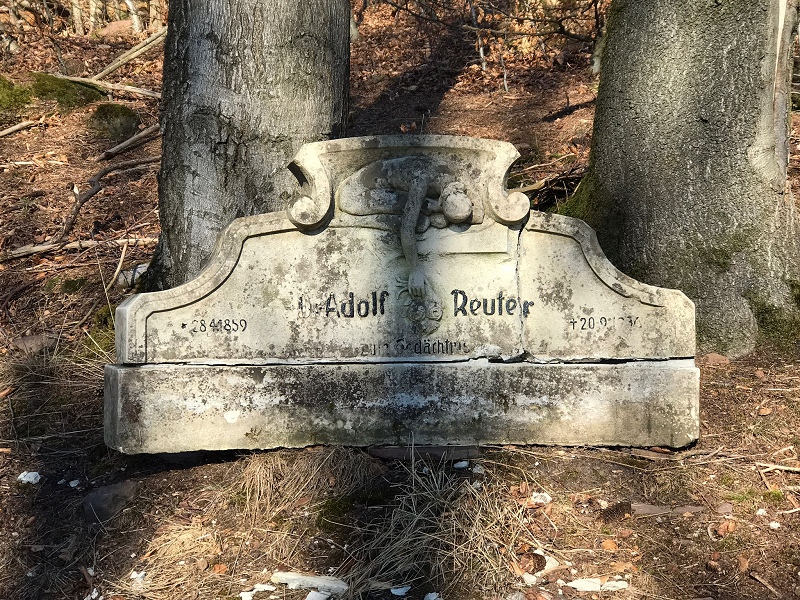 Adolf Reuter
* 28.4.1859
zum Gedächtnis